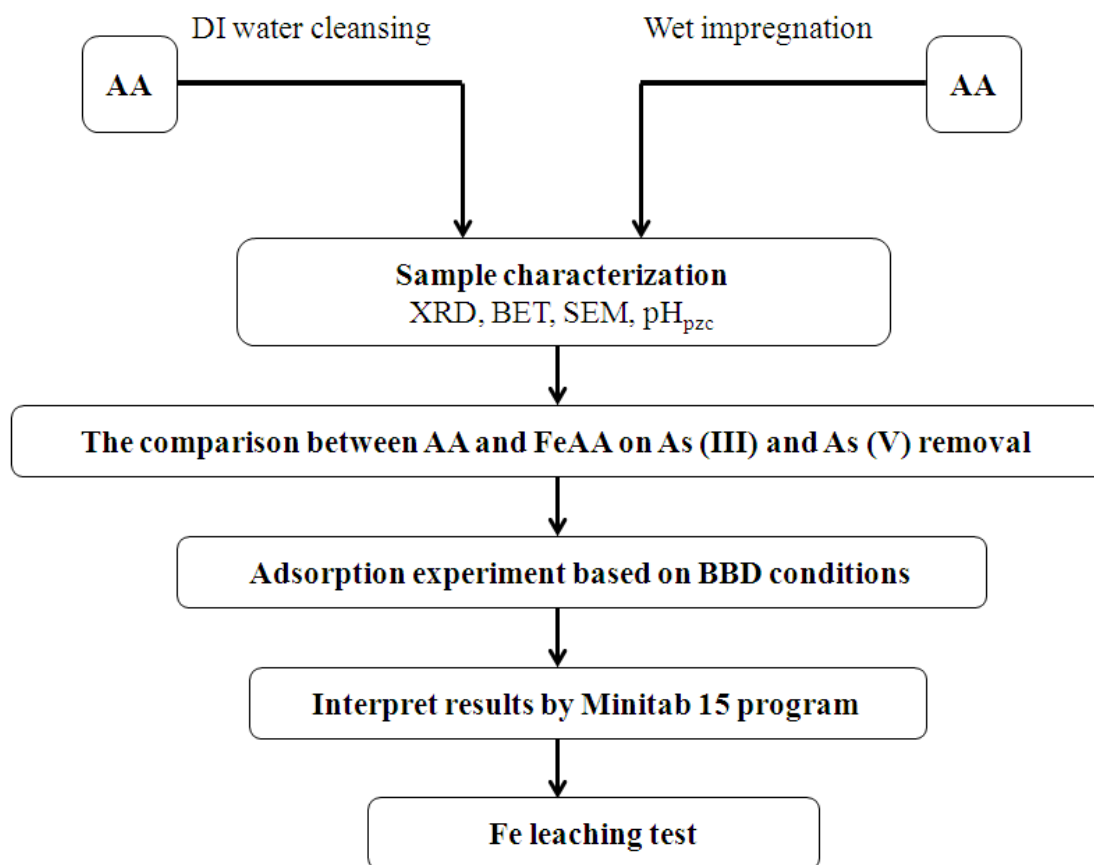 DI water cleansing
Wet impregnation
AA
AA
Sample characterization
XRD, BET, SEM, pHpzc
The comparison between AA and FeAA on As (III) and As (V) removal
Adsorption experiment based on BBD conditions
Interpret results by Minitab 15 program
Fe leaching test